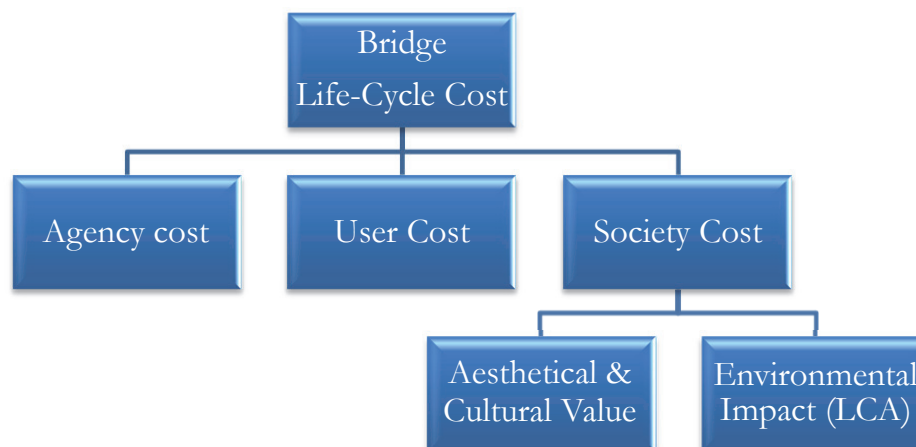 Bridge
Life-Cycle Cost
Agency cost
User Cost
Society Cost
Aesthetical &
Cultural Value
Environmental
Impact (LCA)